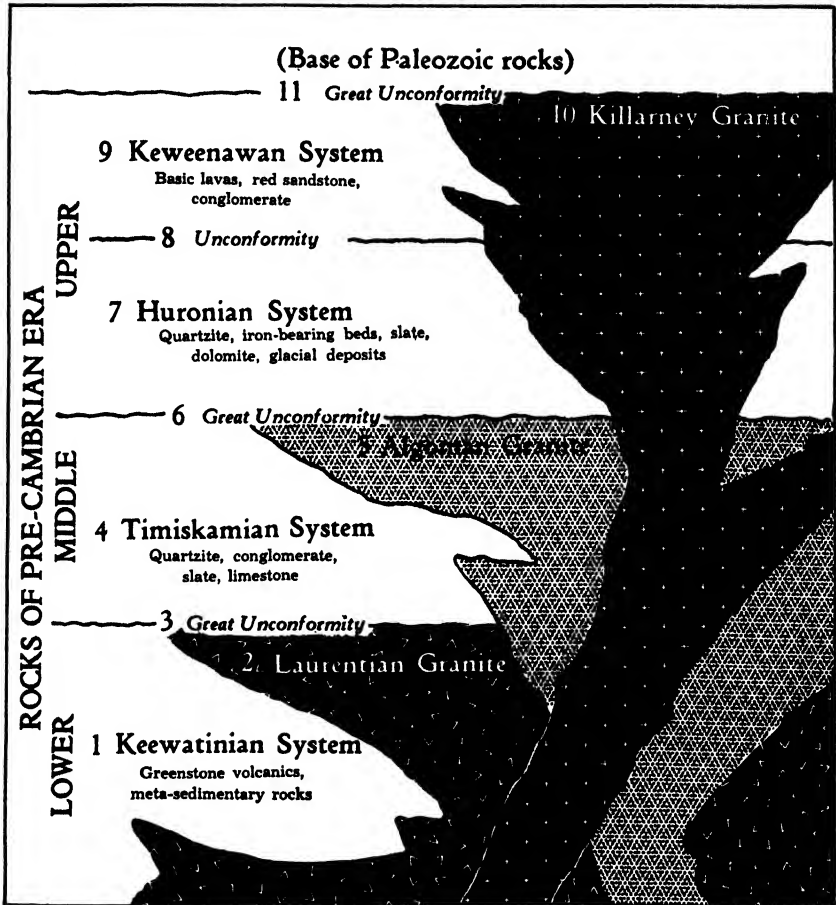 (Base of Paleozoic rocks)
11 Great Unconformity
10 Killarney Granite
9 Keweenawan System
Basic lavas, red sandstone,
conglomerate
8 Unconformity
7 Huronian System
Quartzite, iron-bearing beds, slate,
dolomite, glacial deposits
6 Great Unconformity
5 Algoman Granite
4 Timiskamian System
Quartzite, conglomerate,
slate, limestone
3 Great Unconformity
2. Laurentian Granite
1 Keewatinian System
Greenstone volcanics,
meta-sedimentary rocks
ROCKS OF PRE-CAMBRIAN ERA
UPPER
MIDDLE
LOWER